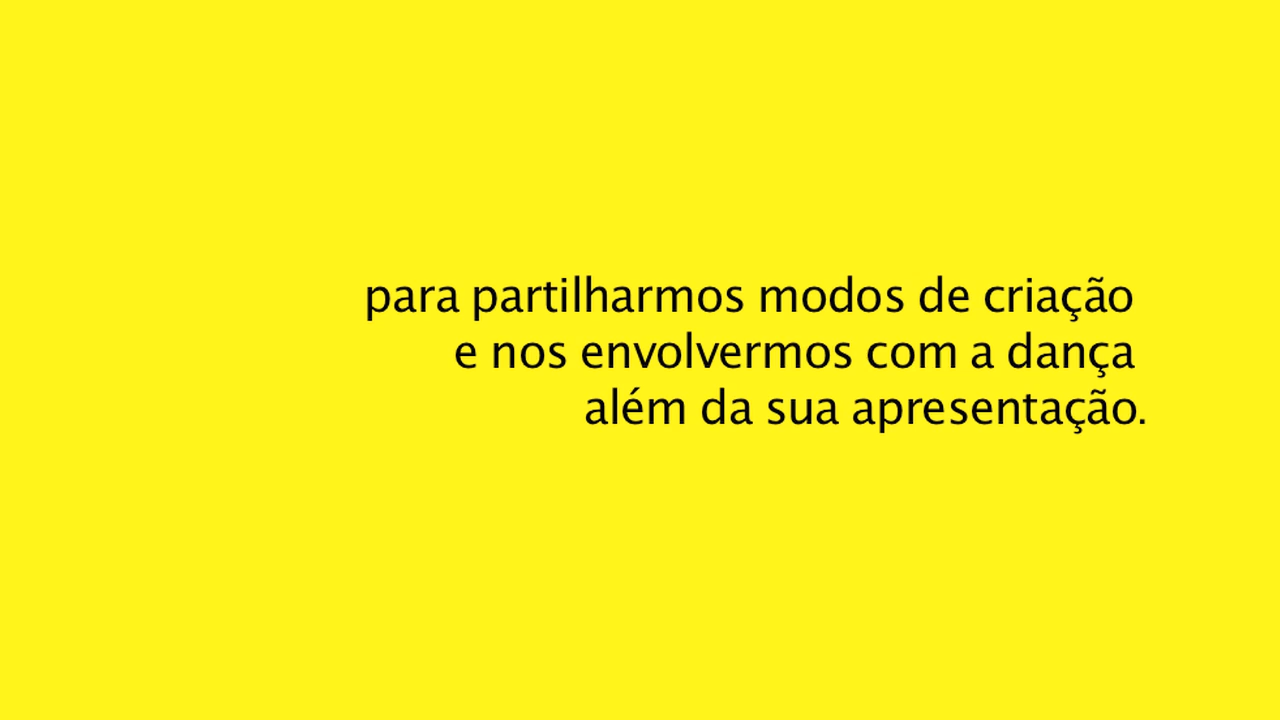 para partilharmos modos de criação
e nos envolvermos com a dança
além da sua apresentação.